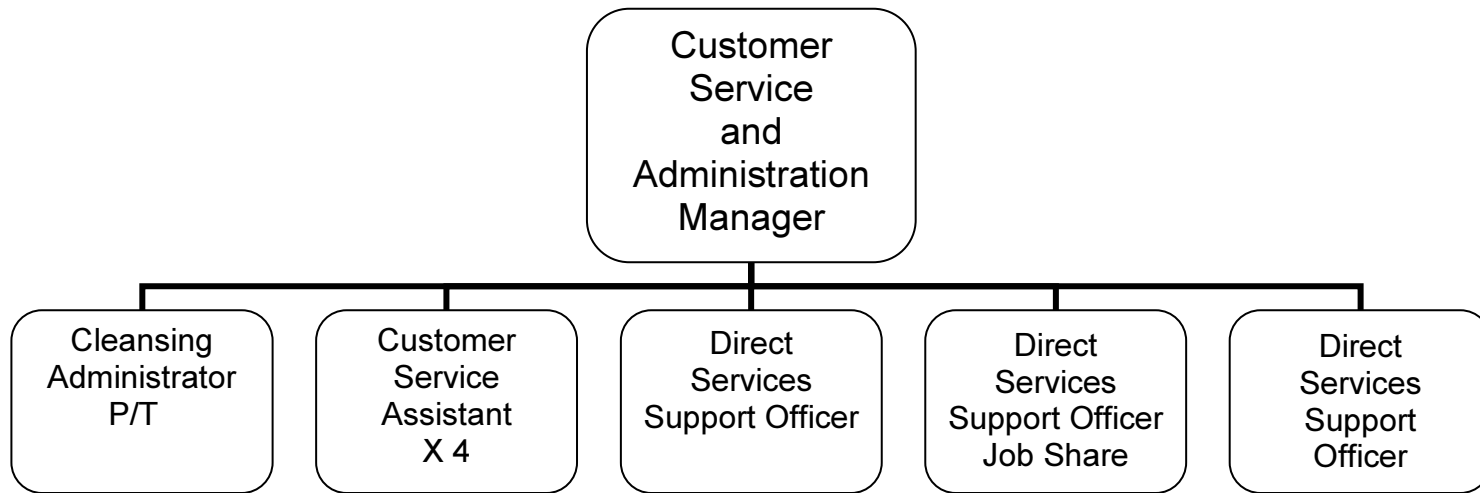 Customer
Service
and
Administration
Manager
Cleansing
Administrator
P/T
Customer
Service
Assistant
X 4
Direct
Services
Support Officer
Direct
Services
Support Officer
Job Share
Direct
Services
Support
Officer